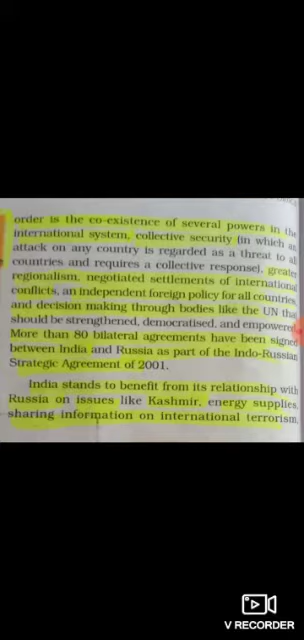 order is the co-existence of several powers in the
international system, collective security (in which an
attack on any country is regarded as a threat to all
countries and requires a collective response), greater
regionalism, negotiated settlements of international
conflicts, an independent foreign policy for all countries,
and decision making through bodies like the UN that
should be strengthened, democratised, and empowered.
More than 80 bilateral agreements have been signed
between India and Russia as part of the Indo-Russian
Strategic Agreement of 2001.
India stands to benefit from its relationship with
Russia on issues like Kashmir, energy supplies,
sharing information on international terrorism,
V RECORDER